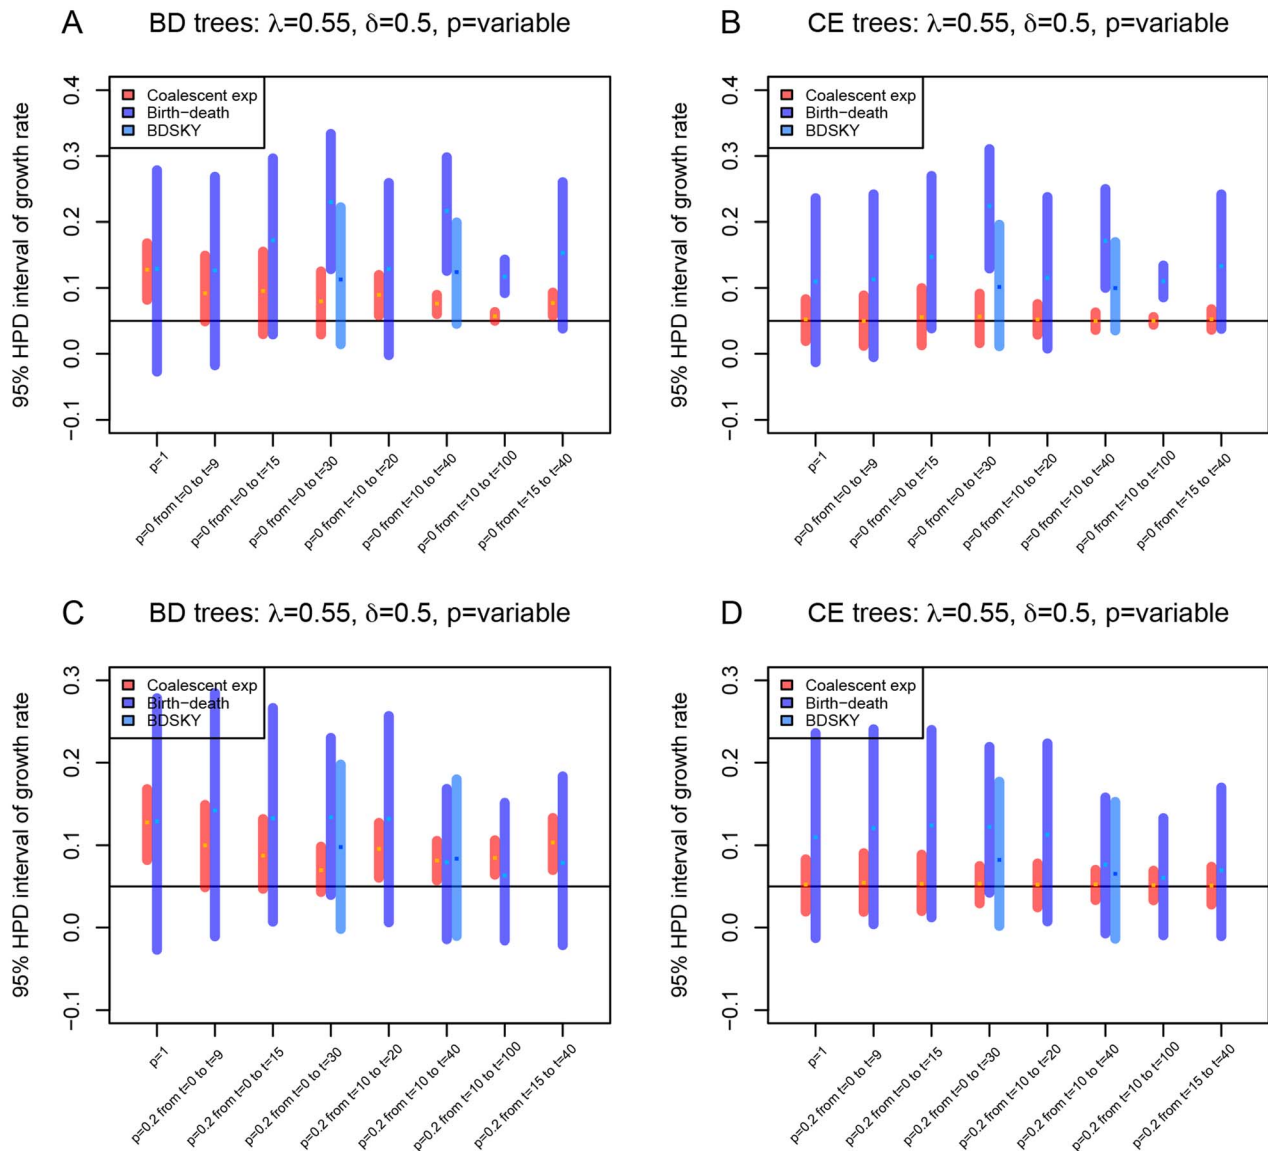 A BD trees: λ=0.55, δ=0.5, p=variable
95% HPD interval of growth rate
0.4
0.3
0.2
0.1
0.0
−0.1
Coalescent exp
Birth−death
BDSKY
p=1
p=0 from t=0 to t=9
p=0 from t=0 to t=15
p=0 from t=0 to t=30
p=0 from t=10 to t=20
p=0 from t=10 to t=40
p=0 from t=10 to t=100
p=0 from t=15 to t=40
B CE trees: λ=0.55, δ=0.5, p=variable
95% HPD interval of growth rate
0.4
0.3
0.2
0.1
0.0
−0.1
Coalescent exp
Birth−death
BDSKY
p=1
p=0 from t=0 to t=9
p=0 from t=0 to t=15
p=0 from t=0 to t=30
p=0 from t=10 to t=20
p=0 from t=10 to t=40
p=0 from t=10 to t=100
p=0 from t=15 to t=40
C BD trees: λ=0.55, δ=0.5, p=variable
95% HPD interval of growth rate
0.3
0.2
0.1
0.0
−0.1
Coalescent exp
Birth−death
BDSKY
p=1
p=0.2 from t=0 to t=9
p=0.2 from t=0 to t=15
p=0.2 from t=0 to t=30
p=0.2 from t=10 to t=20
p=0.2 from t=10 to t=40
p=0.2 from t=10 to t=100
p=0.2 from t=15 to t=40
D CE trees: λ=0.55, δ=0.5, p=variable
95% HPD interval of growth rate
0.3
0.2
0.1
0.0
−0.1
Coalescent exp
Birth−death
BDSKY
p=1
p=0.2 from t=0 to t=9
p=0.2 from t=0 to t=15
p=0.2 from t=0 to t=30
p=0.2 from t=10 to t=20
p=0.2 from t=10 to t=40
p=0.2 from t=10 to t=100
p=0.2 from t=15 to t=40